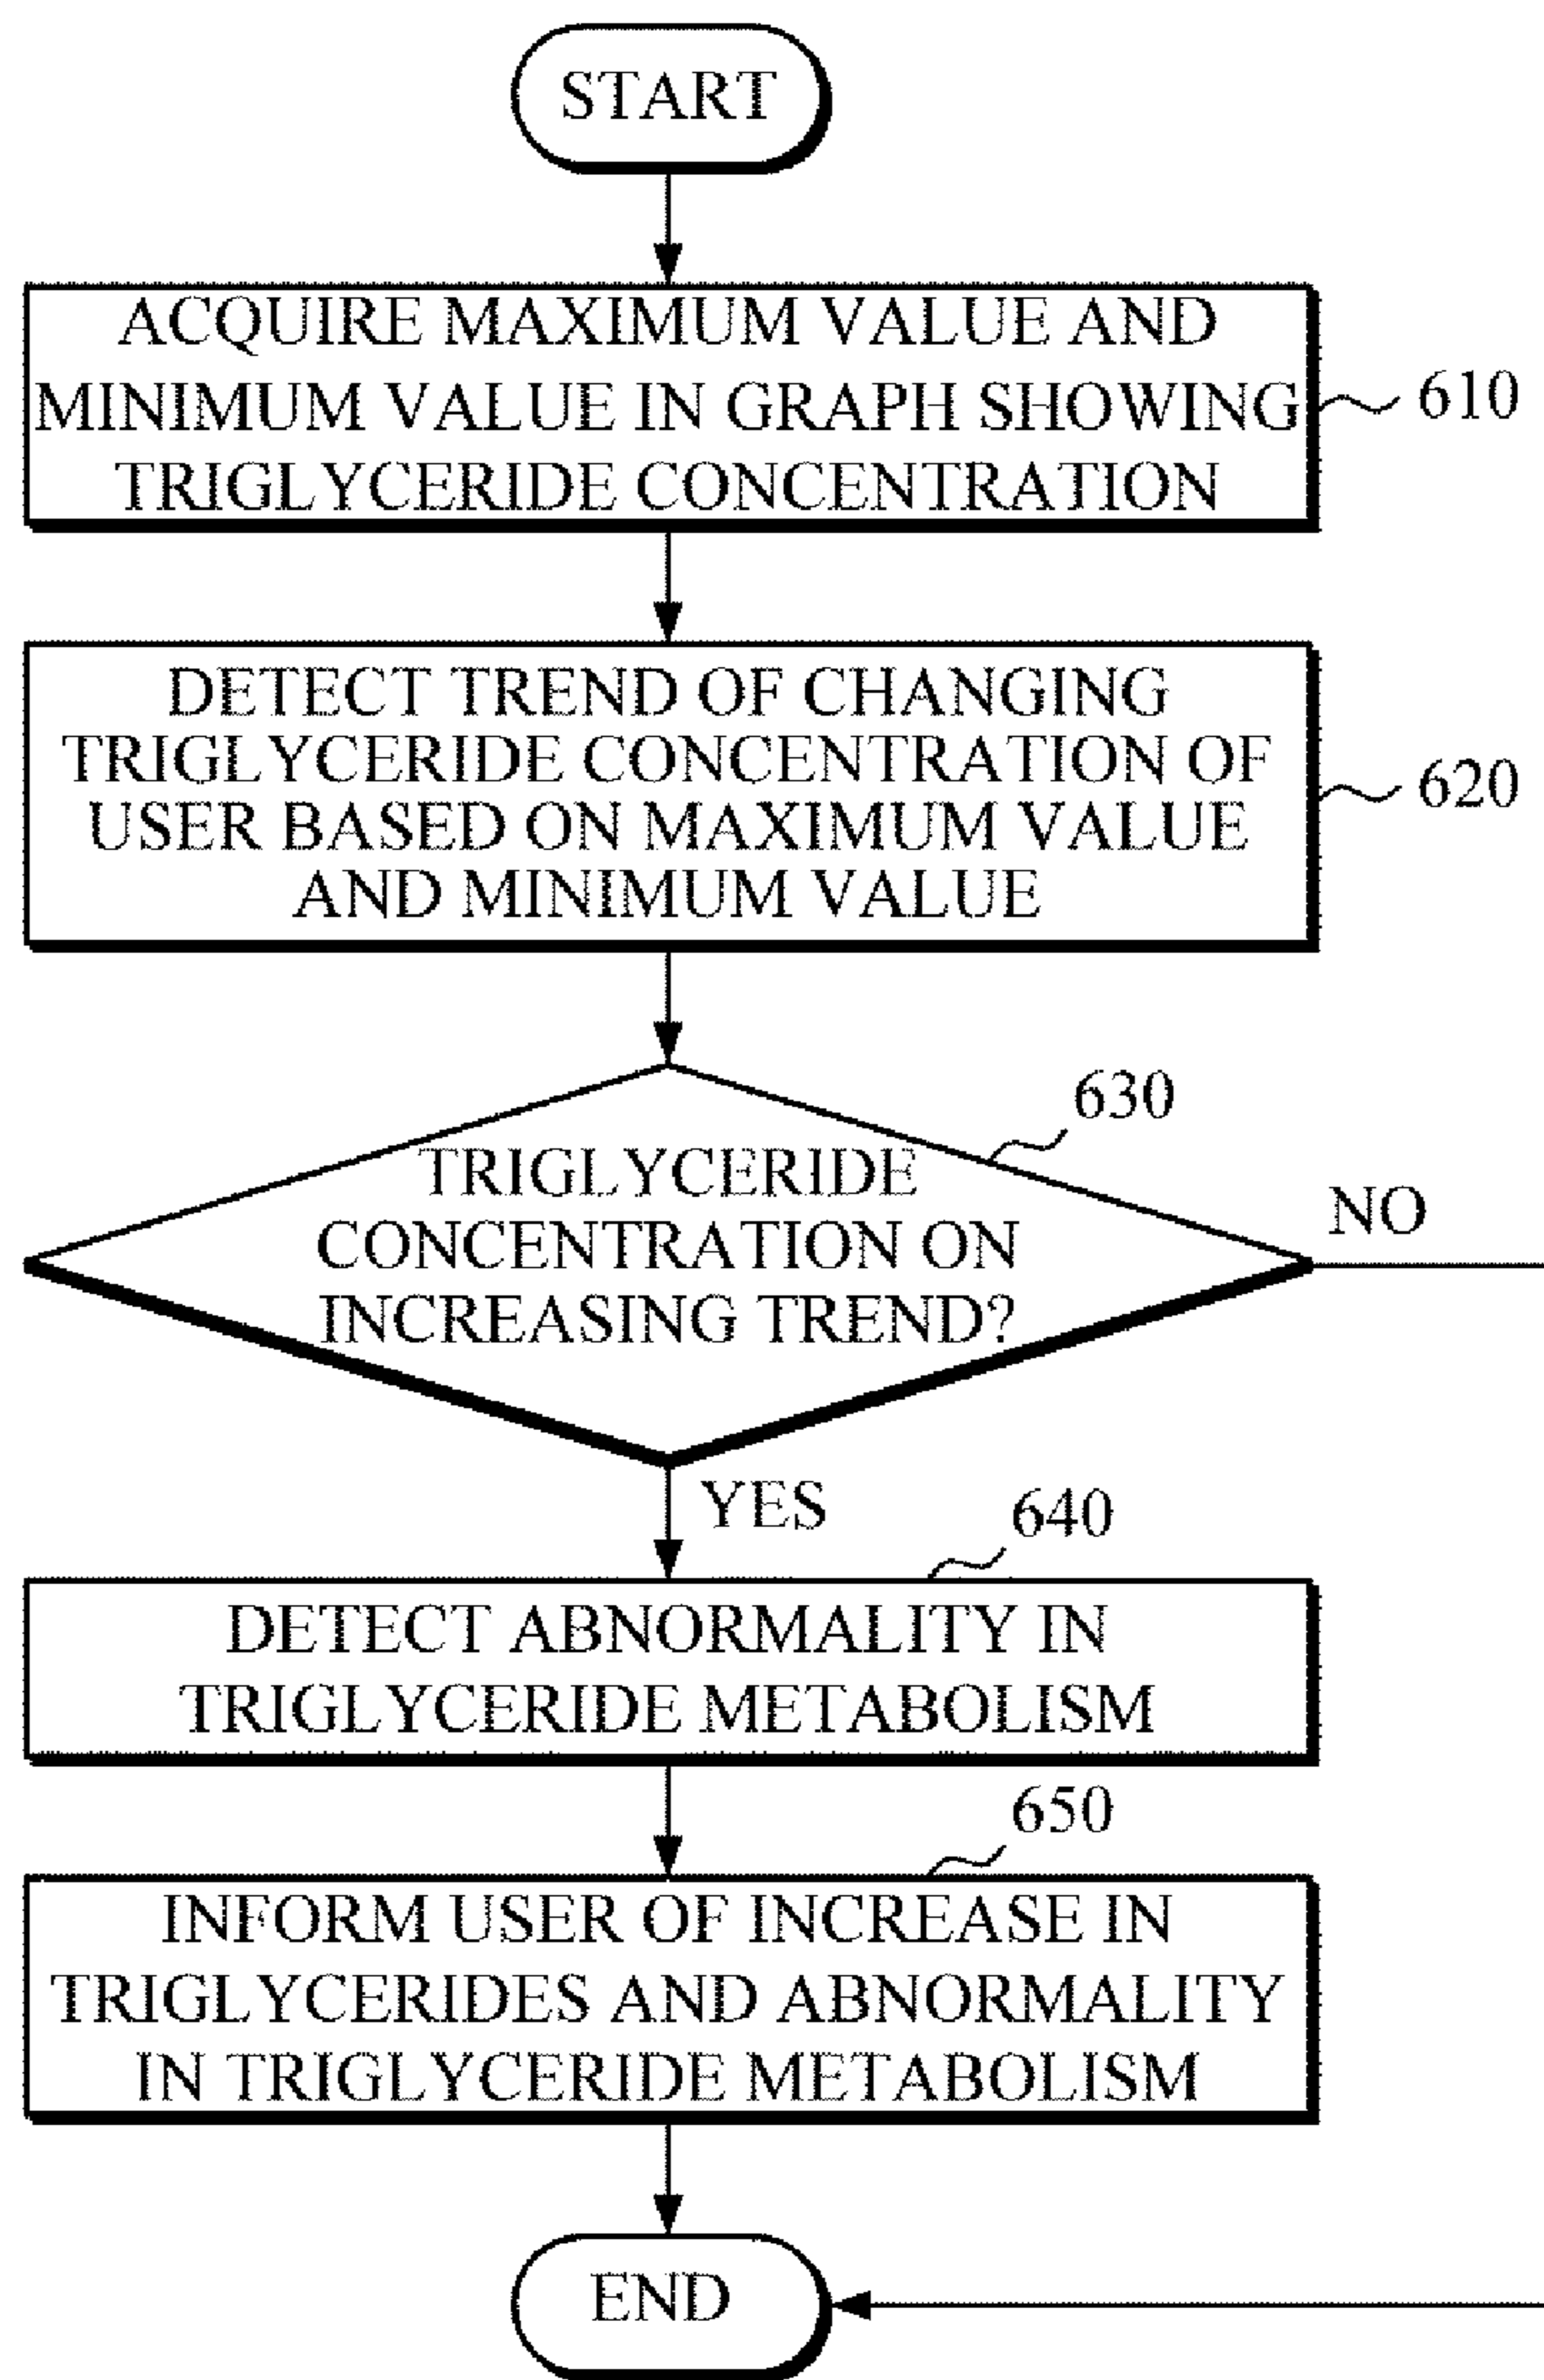 START
ACQUIRE MAXIMUM VALUE AND
MINIMUM VALUE IN GRAPH SHOWING
TRIGLYCERIDE CONCENTRATION
610
DETECT TREND OF CHANGING
TRIGLYCERIDE CONCENTRATION OF
USER BASED ON MAXIMUM VALUE
AND MINIMUM VALUE
620
630
TRIGLYCERIDE
CONCENTRATION ON
INCREASING TREND?
NO
YES
640
DETECT ABNORMALITY IN
TRIGLYCERIDE METABOLISM
650
INFORM USER OF INCREASE IN
TRIGLYCERIDES AND ABNORMALITY
IN TRIGLYCERIDE METABOLISM
END